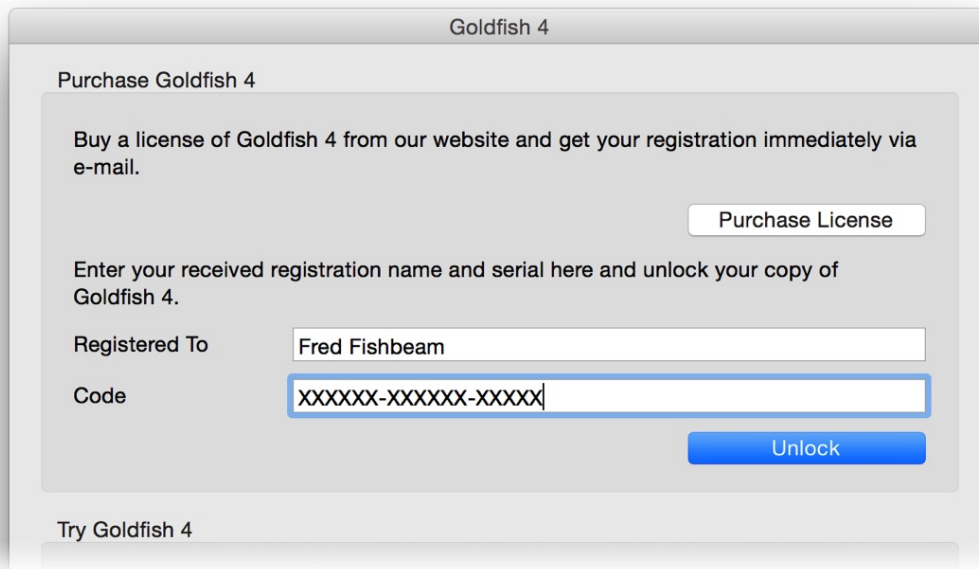 Goldfish 4
Purchase Goldfish 4
Buy a license of Goldfish 4 from our website and get your registration immediately via
e-mail.
Purchase License
Enter your received registration name and serial here and unlock your copy of
Goldfish 4.
Registered To
Fred Fishbeam
Code
XXXXXX-XXXXXX-XXXXX
Unlock
Try Goldfish 4